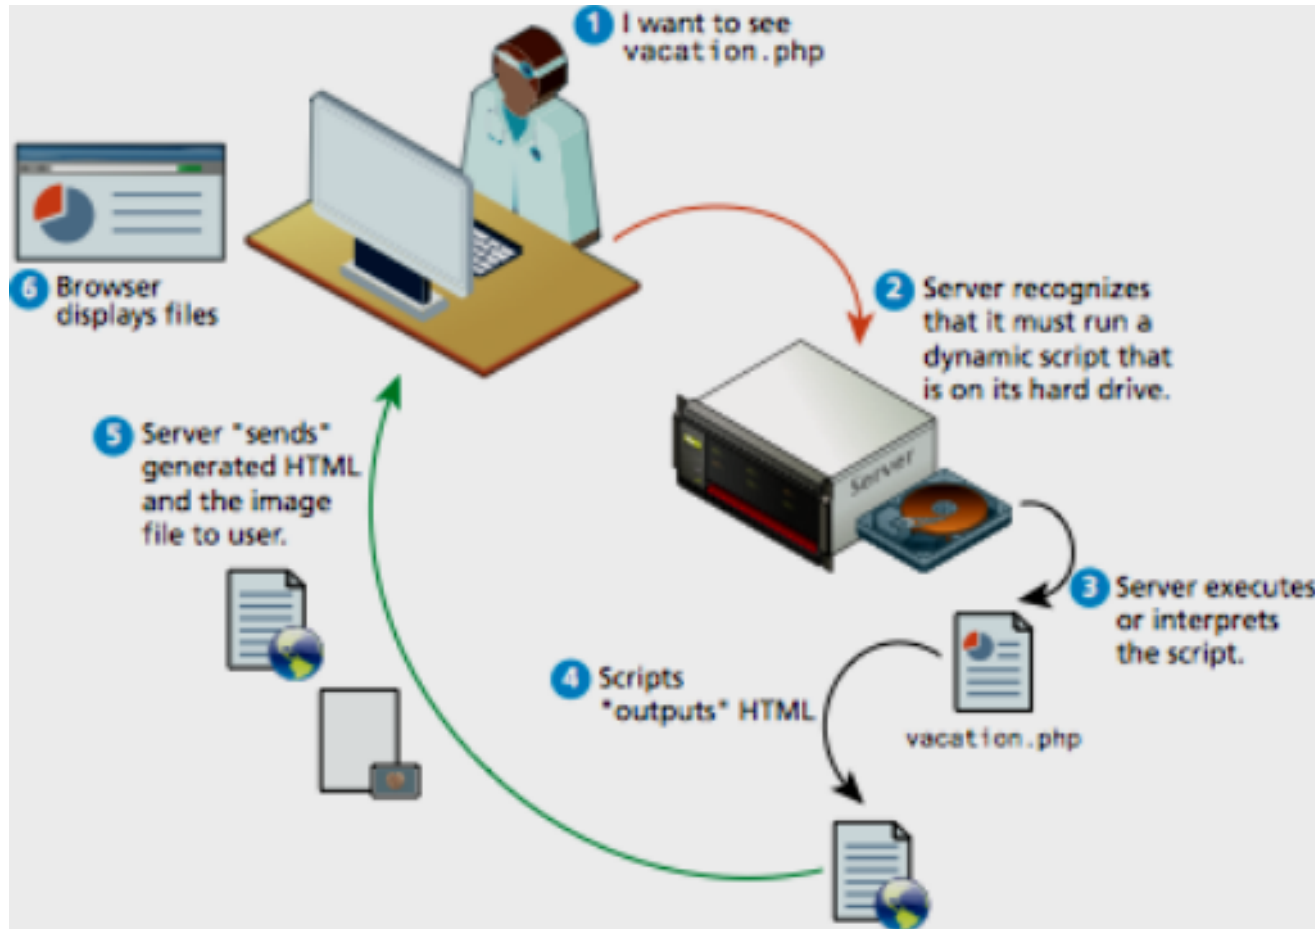 1 I want to see
vacation.php
2 Server recognizes
that it must run a
dynamic script that
is on its hard drive.
Server
3 Server executes
or interprets
the script.
vacation.php
4 Scripts
"outputs" HTML
5 Server "sends"
generated HTML
and the image
file to user.
6 Browser
displays files